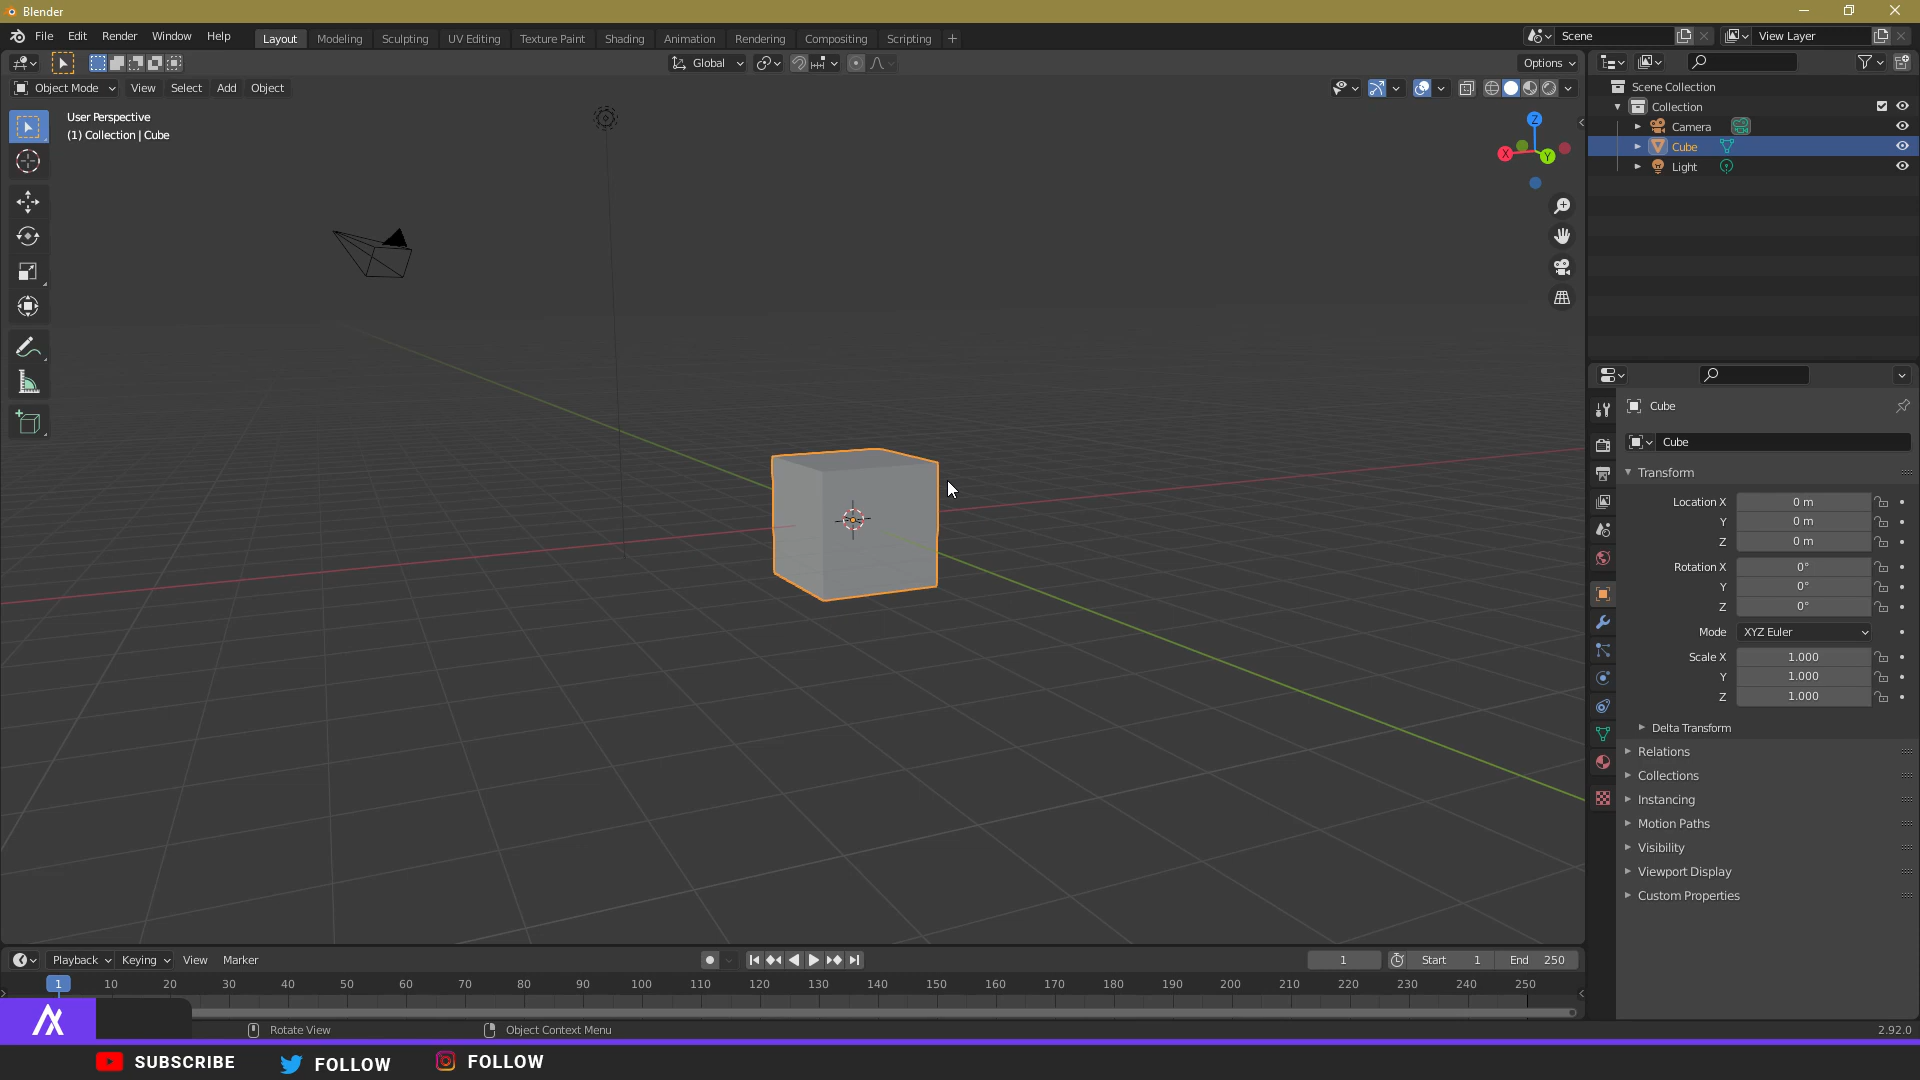 Blender
File Edit Render Window Help
Layout Modeling Sculpting UV Editing Texture Paint Shading Animation Rendering Compositing Scripting +
Scene
View Layer
Global
Options
Object Mode View Select Add Object
User Perspective
(1) Collection | Cube
Z
X
Y
Scene Collection
Collection
Camera
Cube
Light
Cube
Cube
Transform
Location X 0 m
Y 0 m
Z 0 m
Rotation X 0°
Y 0°
Z 0°
Mode XYZ Euler
Scale X 1.000
Y 1.000
Z 1.000
Delta Transform
Relations
Collections
Instancing
Motion Paths
Visibility
Viewport Display
Custom Properties
Playback Keying View Marker
1 Start 1 End 250
1 10 20 30 40 50 60 70 80 90 100 110 120 130 140 150 160 170 180 190 200 210 220 230 240 250
Rotate View
Object Context Menu
2.92.0
SUBSCRIBE FOLLOW FOLLOW